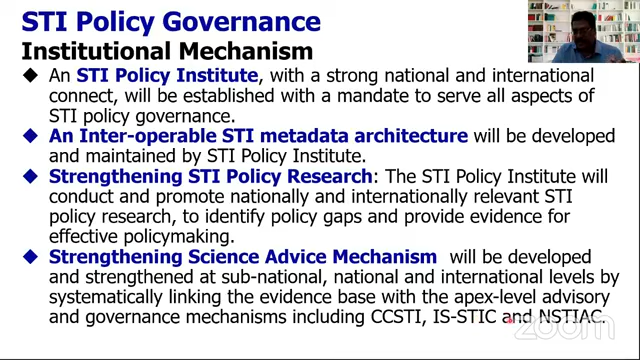 STI Policy Governance
Institutional Mechanism
An STI Policy Institute, with a strong national and international
connect, will be established with a mandate to serve all aspects of
STI policy governance.
An Inter-operable STI metadata architecture will be developed
and maintained by STI Policy Institute.
Strengthening STI Policy Research: The STI Policy Institute will
conduct and promote nationally and internationally relevant STI
policy research, to identify policy gaps and provide evidence for
effective policymaking.
Strengthening Science Advice Mechanism will be developed
and strengthened at sub-national, national and international levels by
systematically linking the evidence base with the apex-level advisory
and governance mechanisms including CCSTI, IS-STIC and NSTIAC.
zoom